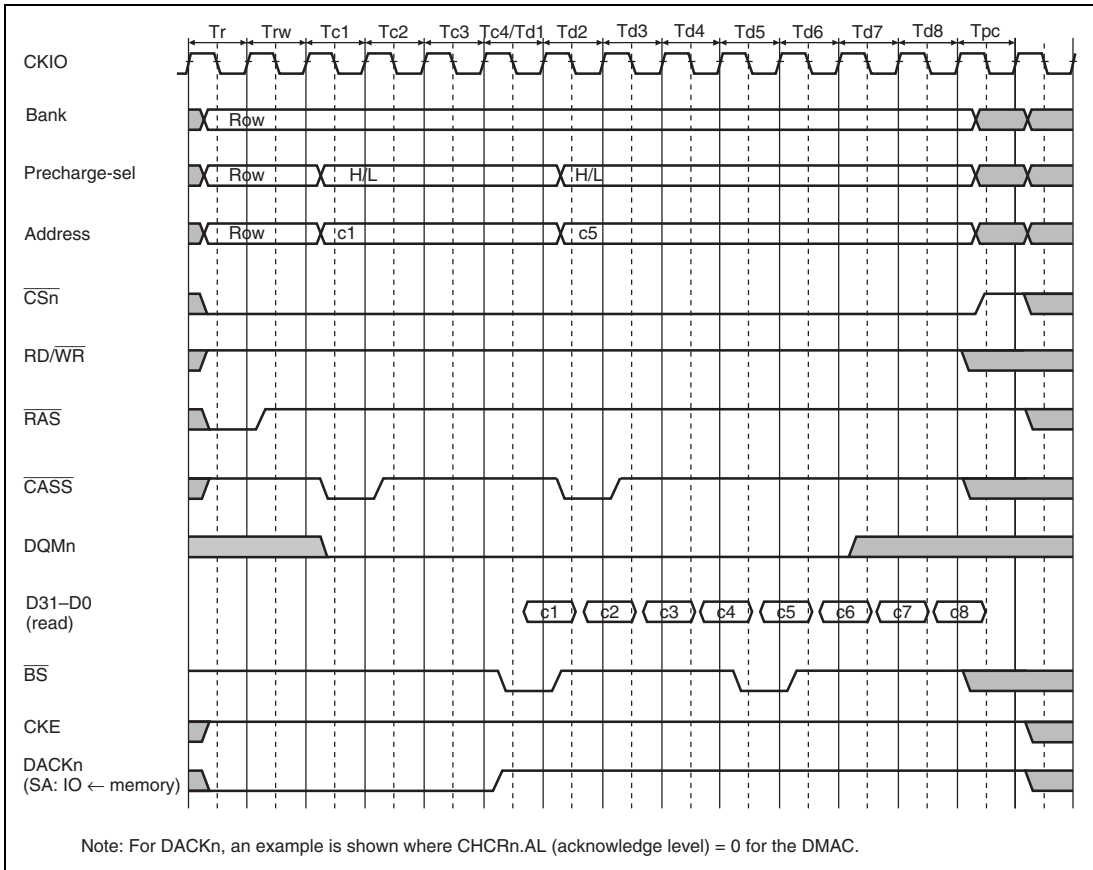 Tr Trw Tc1 Tc2 Tc3 Tc4/Td1 Td2 Td3 Td4 Td5 Td6 Td7 Td8 Tpc
CKIO
Bank Row
Precharge-sel Row H/L H/L
Address Row c1 c5
CSn
RD/WR
RAS
CASS
DQMn
D31–D0
(read) c1 c2 c3 c4 c5 c6 c7 c8
BS
CKE
DACKn
(SA: IO ← memory)
Note: For DACKn, an example is shown where CHCRn.AL (acknowledge level) = 0 for the DMAC.